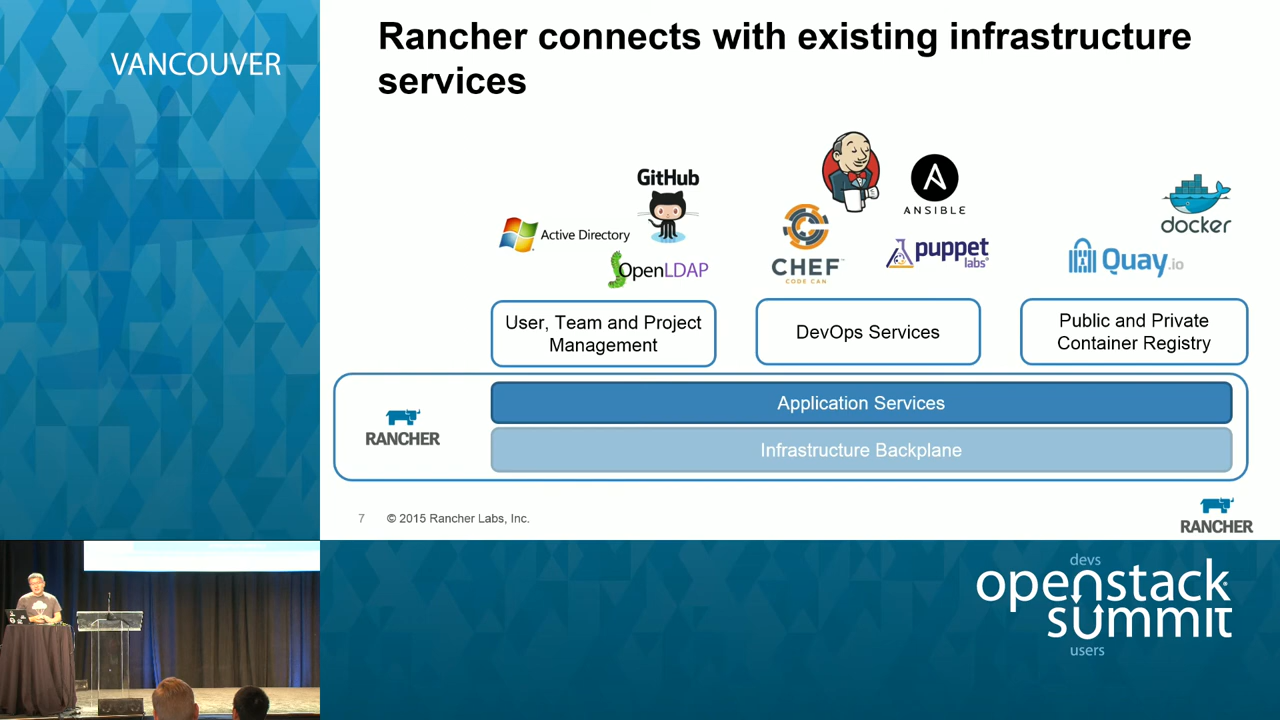 VANCOUVER
Rancher connects with existing infrastructure
services
GitHub
Active Directory
OpenLDAP
CHEF™
CODE CAN
ANSIBLE
puppet
labs
docker
Quay.io
User, Team and Project
Management
DevOps Services
Public and Private
Container Registry
RANCHER
Application Services
Infrastructure Backplane
7 © 2015 Rancher Labs, Inc.
RANCHER
devs
openstack
summit
users